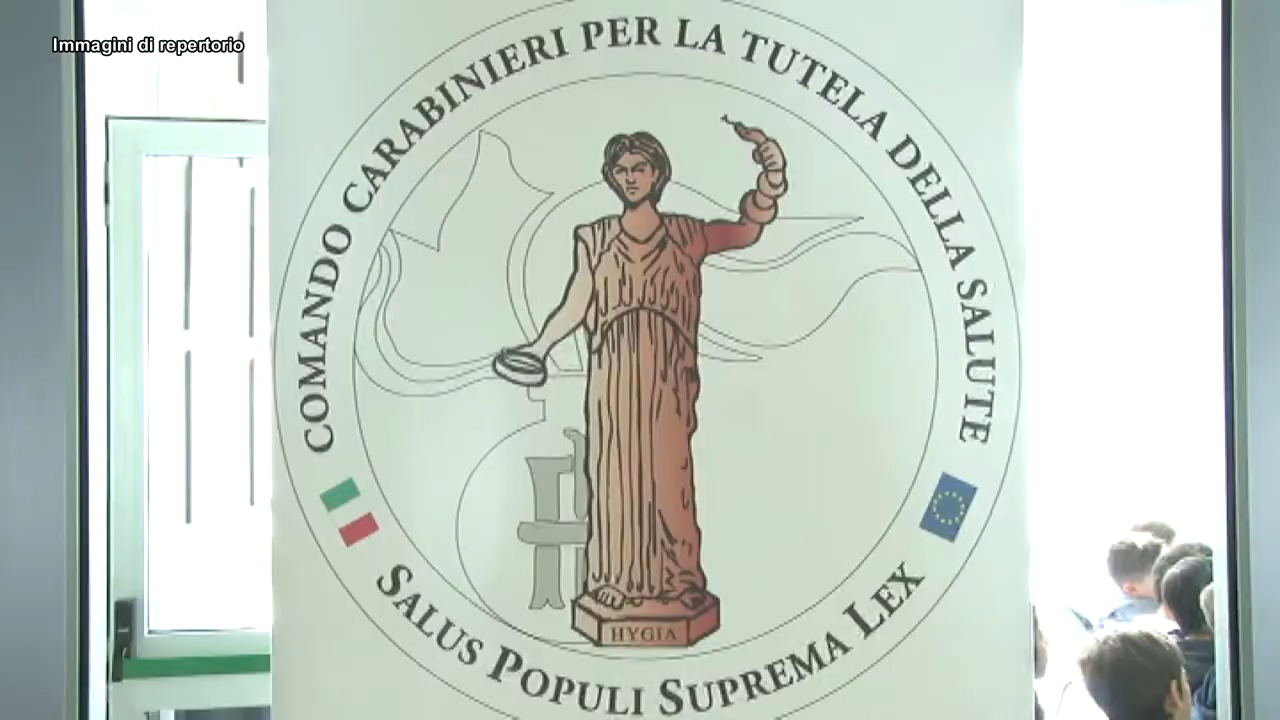 Immagini di repertorio
COMANDO CARABINIERI PER LA TUTELA DELLA SALUTE
HYGIA
SALUS POPULI SUPREMA LEX